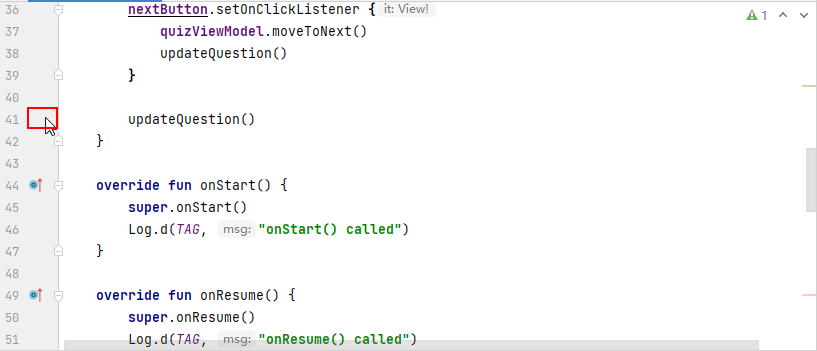 36 nextButton.setOnClickListener { it: View!
37 quizViewModel.moveToNext()
38 updateQuestion()
39 }
40
41 updateQuestion()
42 }
43
44 override fun onStart() {
45 super.onStart()
46 Log.d(TAG, msg: "onStart() called")
47 }
48
49 override fun onResume() {
50 super.onResume()
51 Log.d(TAG, msg: "onResume() called")
1